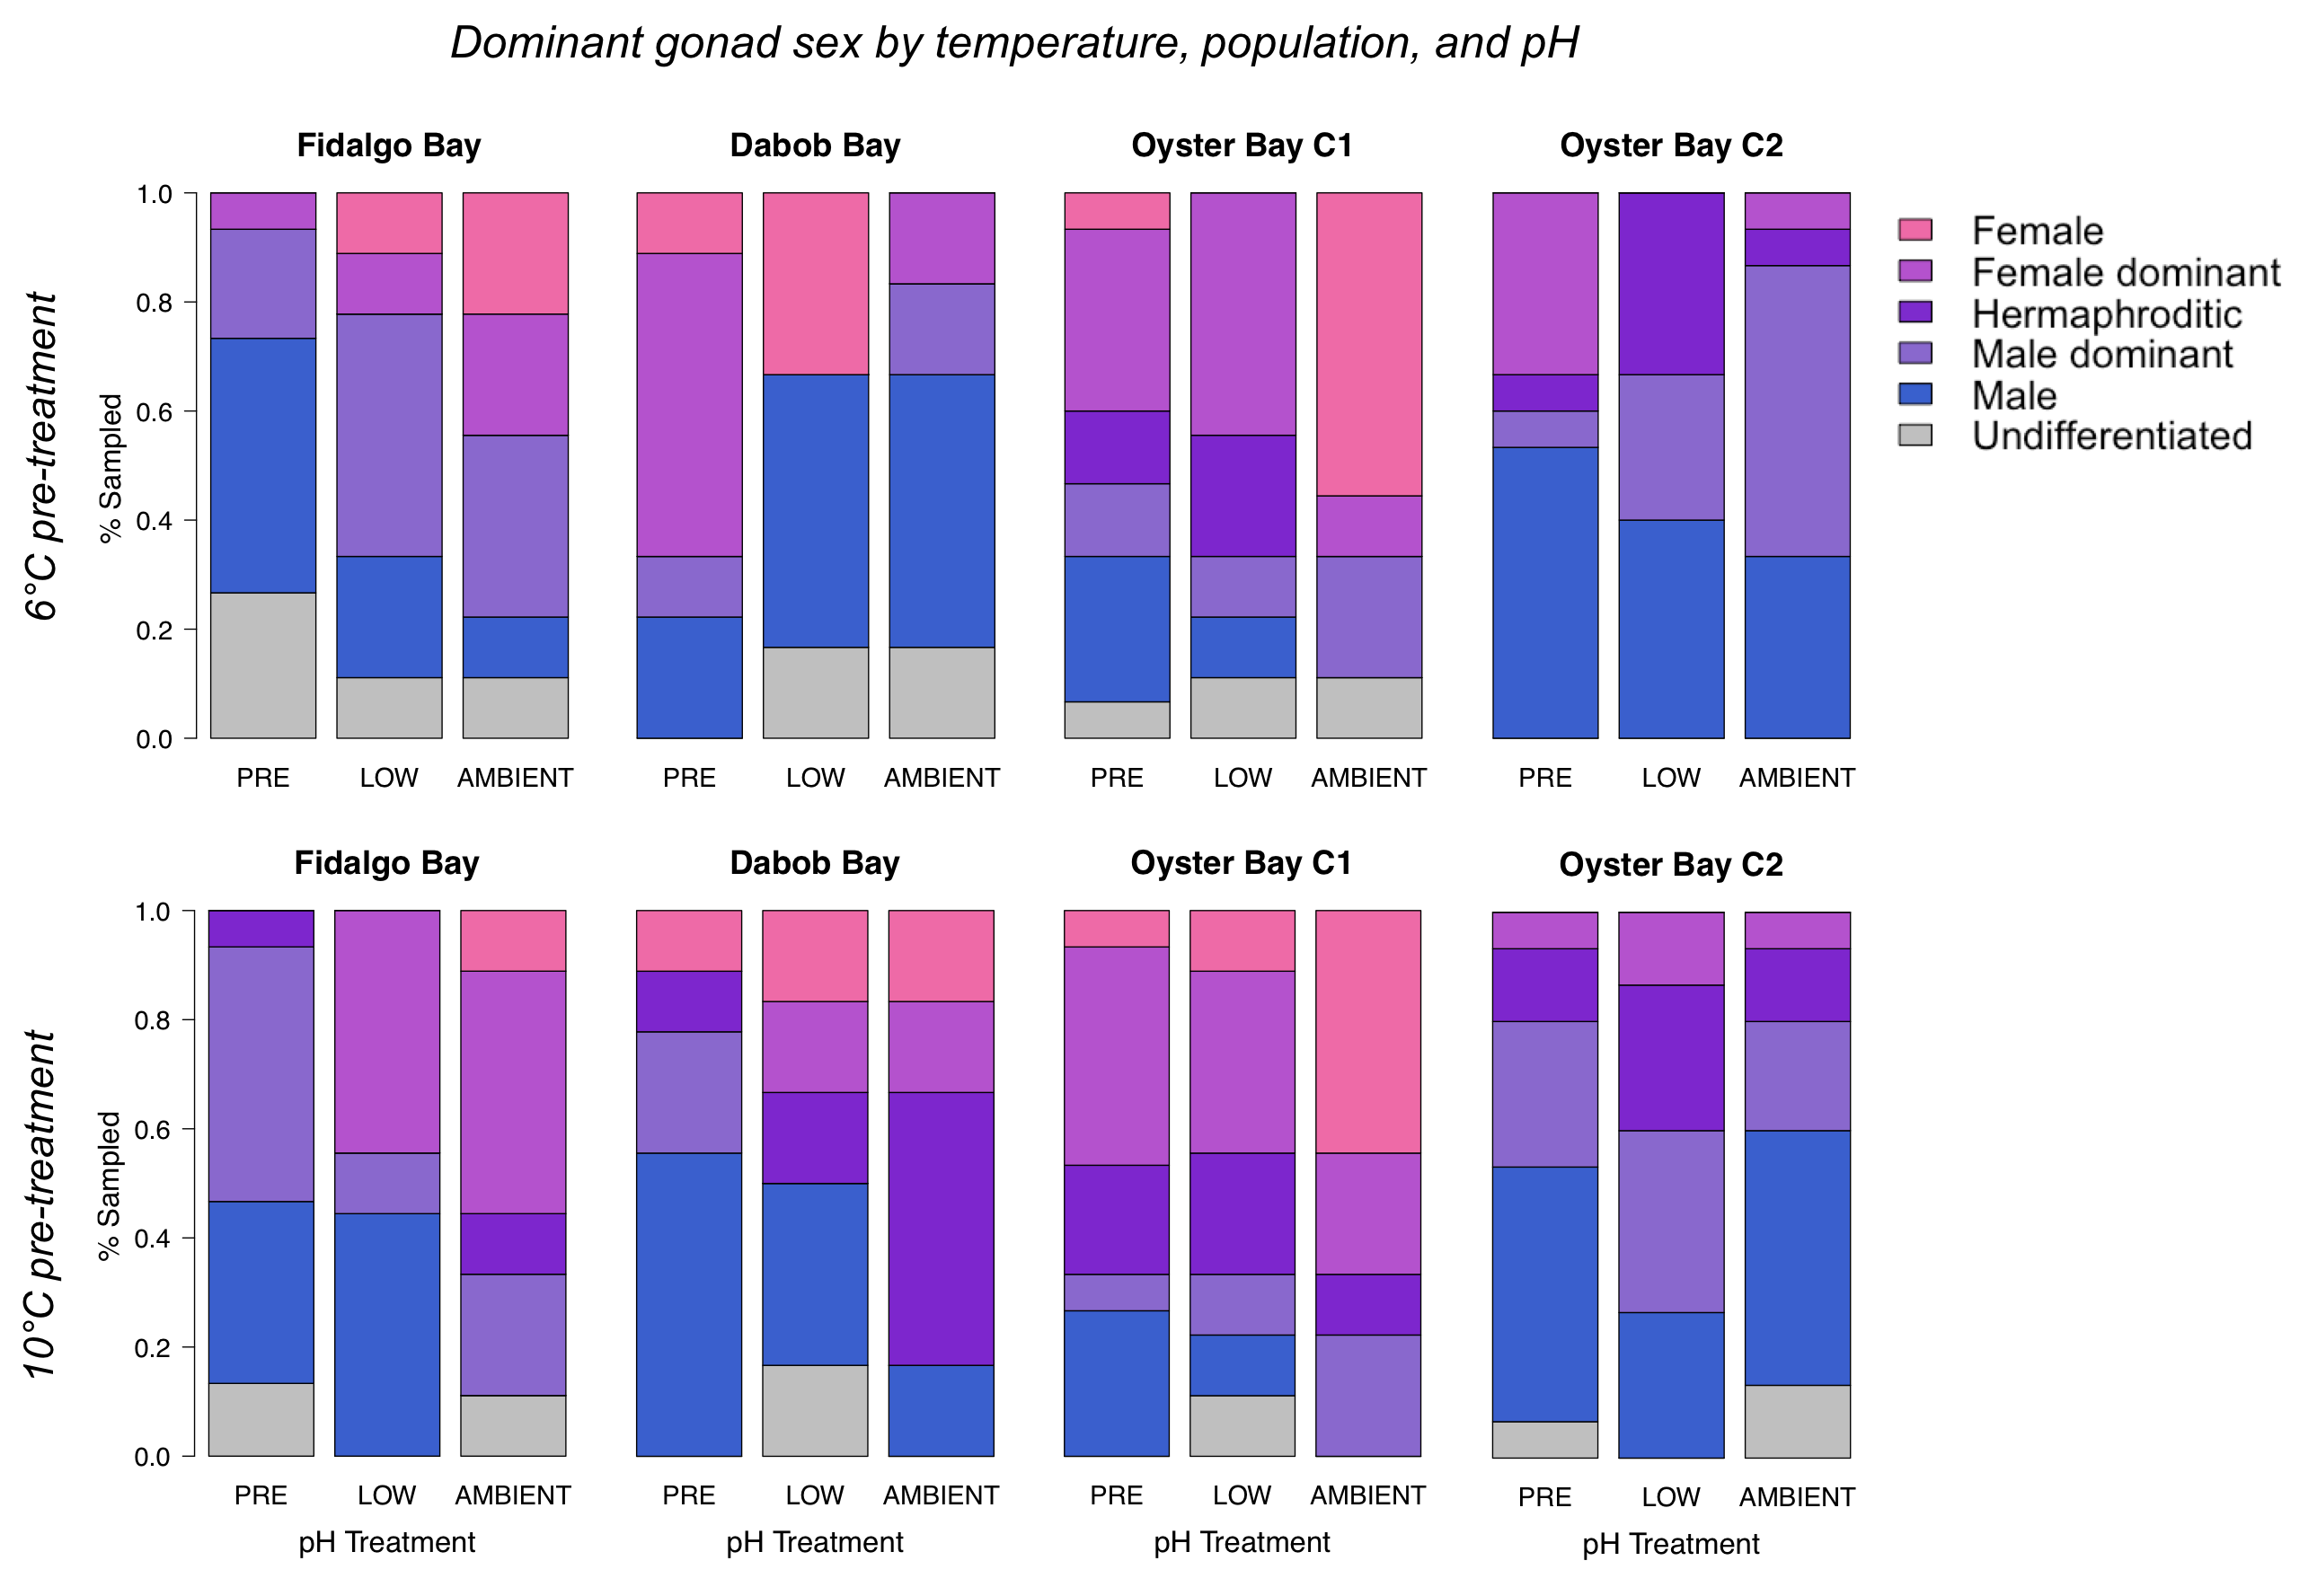 Dominant gonad sex by temperature, population, and pH
Fidalgo Bay
Dabob Bay
Oyster Bay C1
Oyster Bay C2
6°C pre-treatment
% Sampled
1.0
0.8
0.6
0.4
0.2
0.0
PRE LOW AMBIENT
PRE LOW AMBIENT
PRE LOW AMBIENT
PRE LOW AMBIENT
Female
Female dominant
Hermaphroditic
Male dominant
Male
Undifferentiated
Fidalgo Bay
Dabob Bay
Oyster Bay C1
Oyster Bay C2
10°C pre-treatment
% Sampled
1.0
0.8
0.6
0.4
0.2
0.0
PRE LOW AMBIENT
PRE LOW AMBIENT
PRE LOW AMBIENT
PRE LOW AMBIENT
pH Treatment
pH Treatment
pH Treatment
pH Treatment